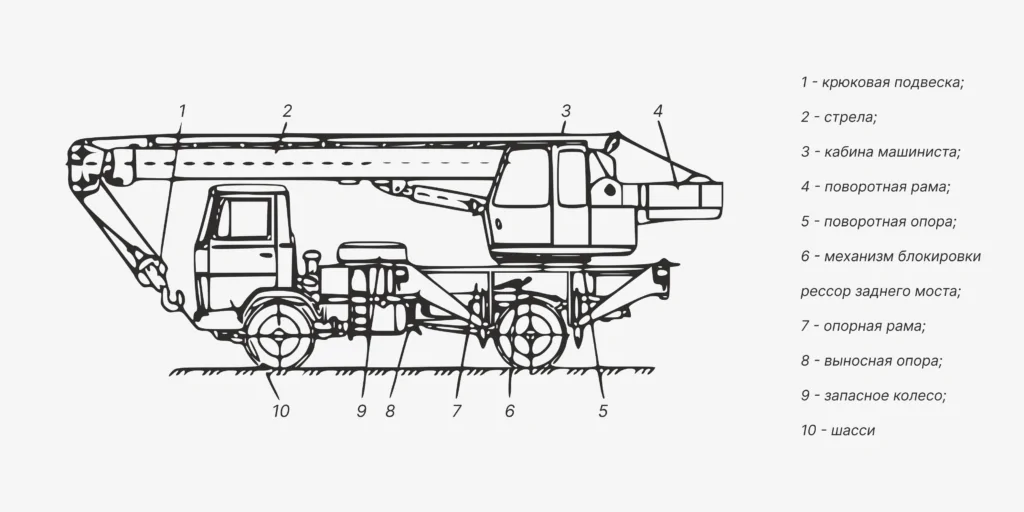 1 2 3 4
10 9 8 7 6 5
1 - крюковая подвеска;
2 - стрела;
3 - кабина машиниста;
4 - поворотная рама;
5 - поворотная опора;
6 - механизм блокировки
рессор заднего моста;
7 - опорная рама;
8 - выносная опора;
9 - запасное колесо;
10 - шасси